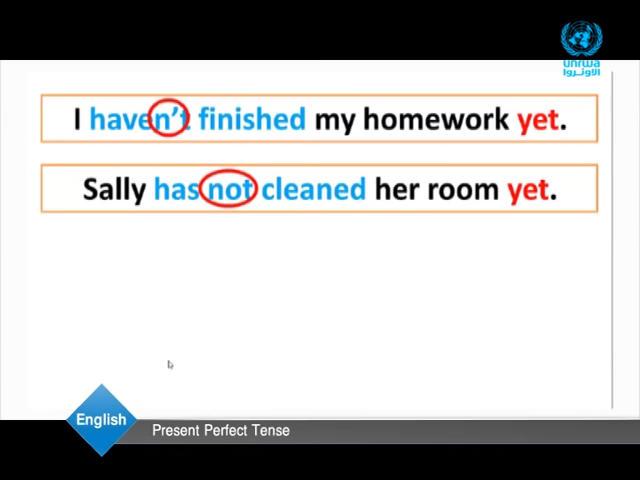 unrwa
الأونروا
I haven't finished my homework yet.
Sally has not cleaned her room yet.
English
Present Perfect Tense